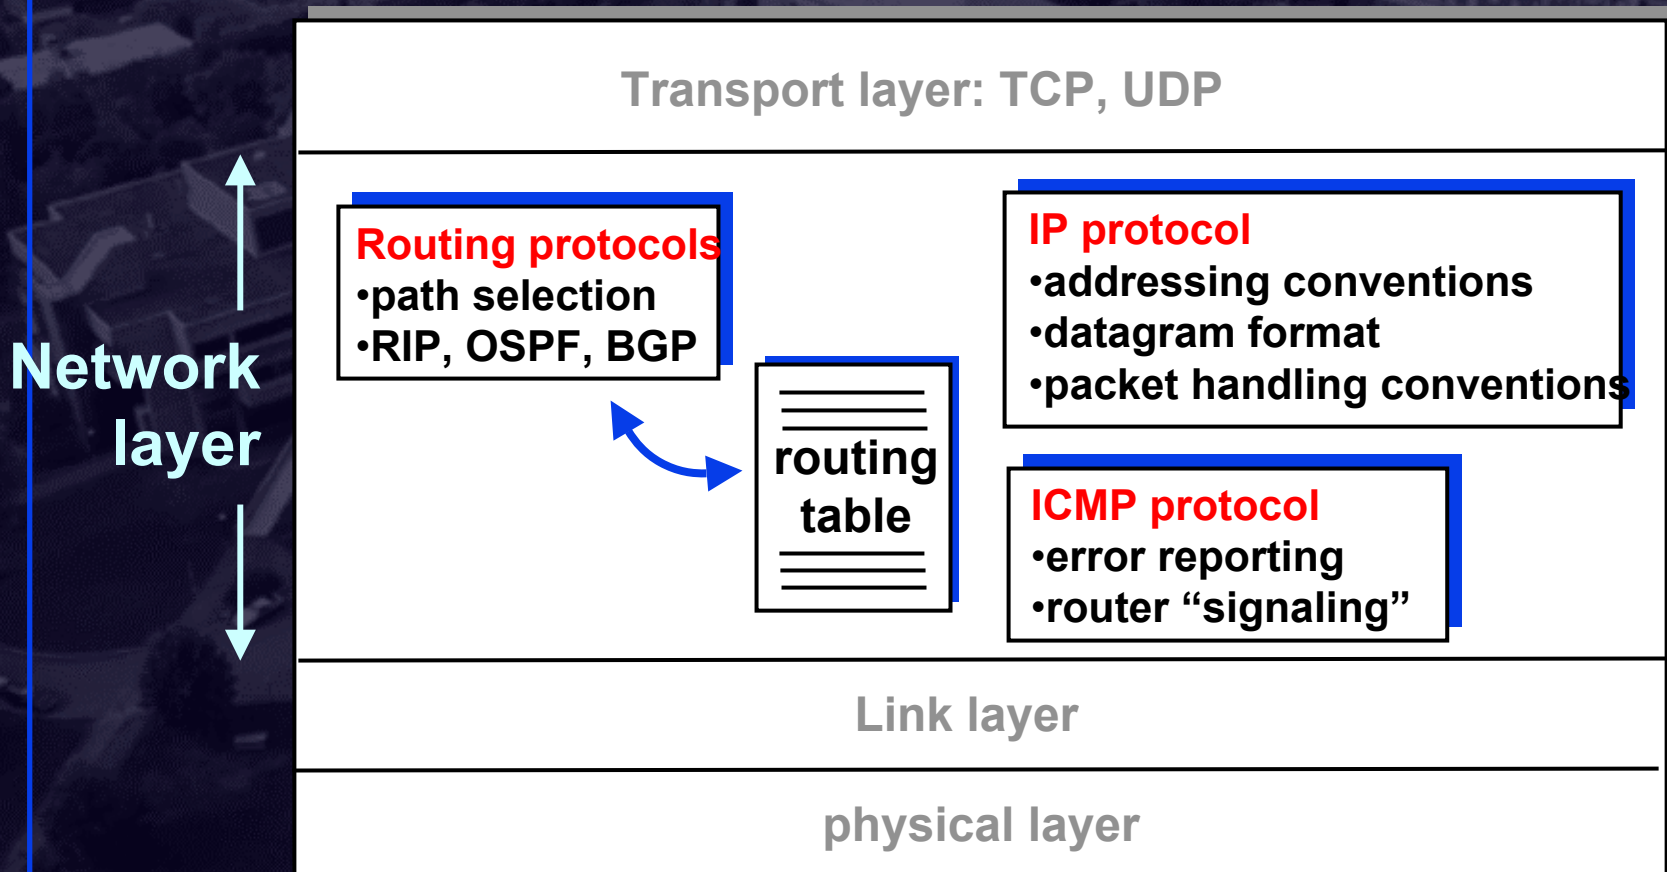 Transport layer: TCP, UDP
Network
layer
Routing protocols
•path selection
•RIP, OSPF, BGP
routing
table
IP protocol
•addressing conventions
•datagram format
•packet handling conventions
ICMP protocol
•error reporting
•router “signaling”
Link layer
physical layer